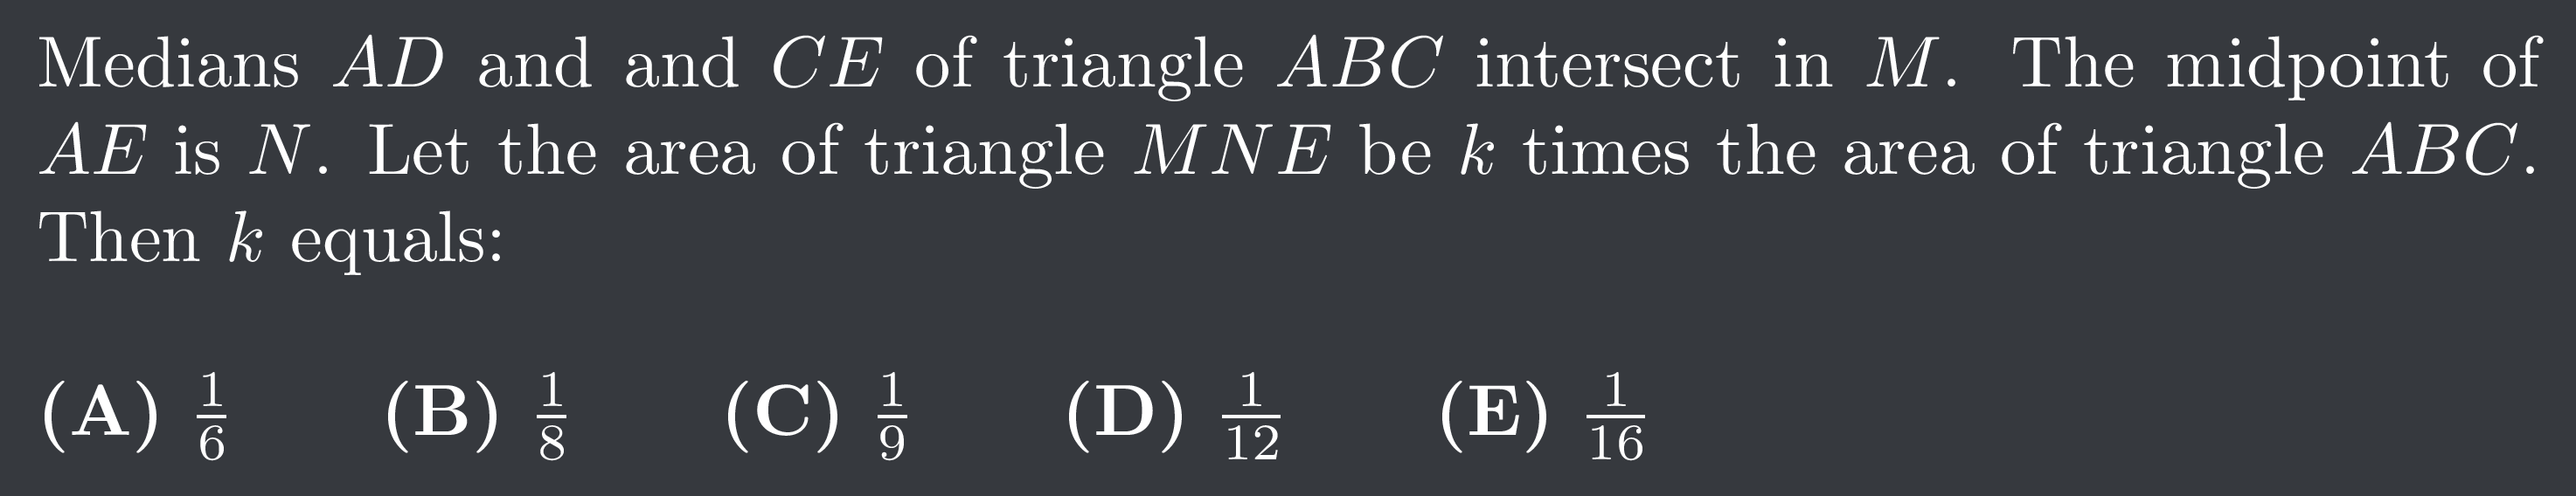 Medians AD and and CE of triangle ABC intersect in M. The midpoint of
AE is N. Let the area of triangle MNE be k times the area of triangle ABC.
Then k equals:
(A) 1/6 (B) 1/8 (C) 1/9 (D) 1/12 (E) 1/16